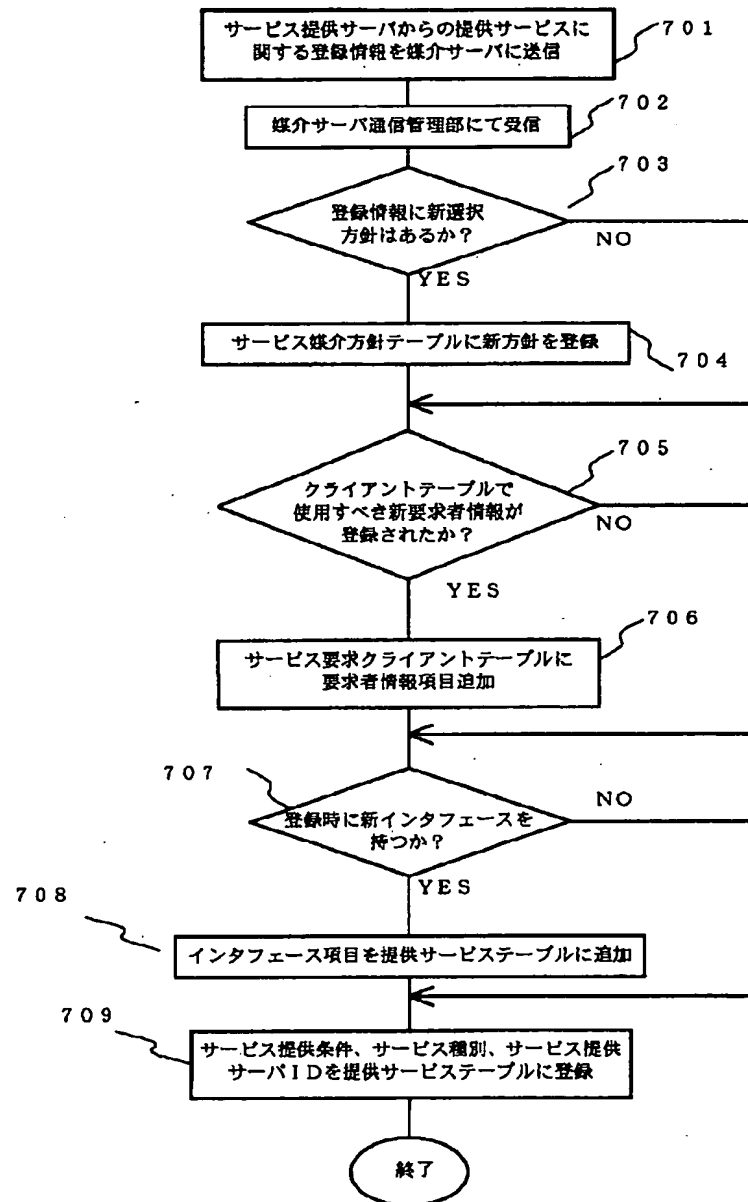 サービス提供サーバからの提供サービスに
関する登録情報を媒介サーバに送信
701
媒介サーバ通信管理部にて受信
702
703
登録情報に新選択
方針はあるか？
NO
YES
サービス媒介方針テーブルに新方針を登録
704
705
クライアントテーブルで
使用すべき新要求者情報が
登録されたか？
NO
YES
706
サービス要求クライアントテーブルに
要求者情報項目追加
707
登録時に新インタフェースを
持つか？
NO
YES
708
インタフェース項目を提供サービステーブルに追加
709
サービス提供条件、サービス種別、サービス提供
サーバIDを提供サービステーブルに登録
終了